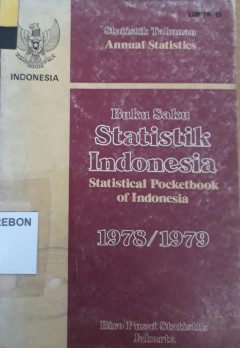 Statistik Tahunan
Annual Statistics
INDONESIA
Buku Saku
Statistik
Indonesia
Statistical Pocketbook
of Indonesia
REBON
1978/1979
Biro Pusat Statistik
Jakarta